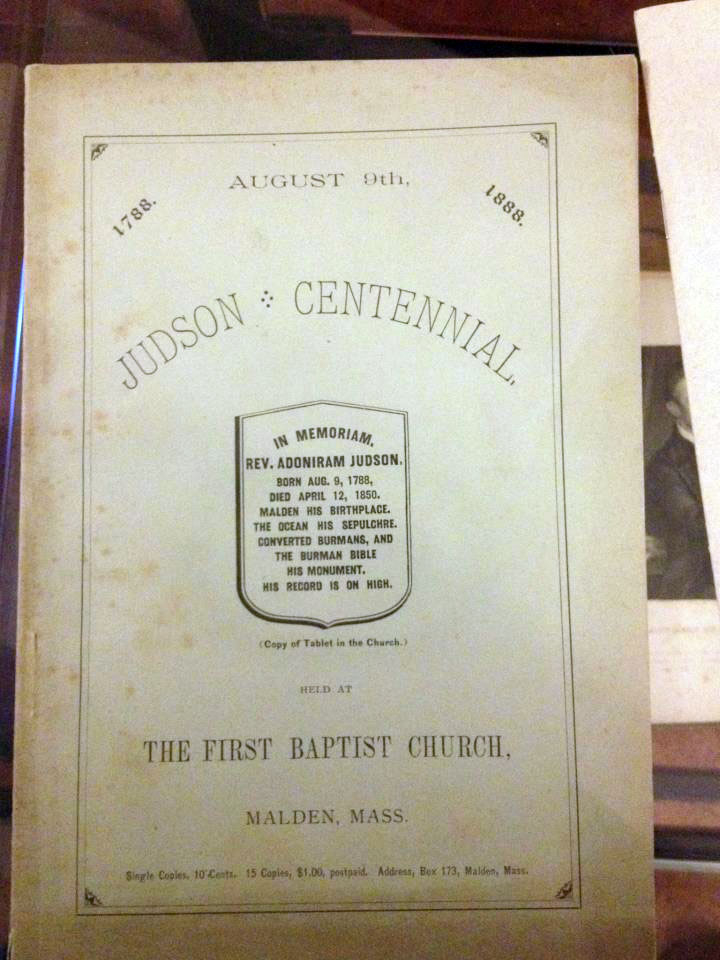 AUGUST 9th,
1788.
1888.
JUDSON CENTENNIAL,
IN MEMORIAM.
REV. ADONIRAM JUDSON.
BORN AUG. 9, 1788,
DIED APRIL 12, 1850.
MALDEN HIS BIRTHPLACE.
THE OCEAN HIS SEPULCHRE.
CONVERTED BURMANS, AND
THE BURMAN BIBLE
HIS MONUMENT.
HIS RECORD IS ON HIGH.
(Copy of Tablet in the Church.)
HELD AT
THE FIRST BAPTIST CHURCH,
MALDEN, MASS.
Single Copies, 10 Cents. 15 Copies, $1.00, postpaid. Address, Box 173, Malden, Mass.